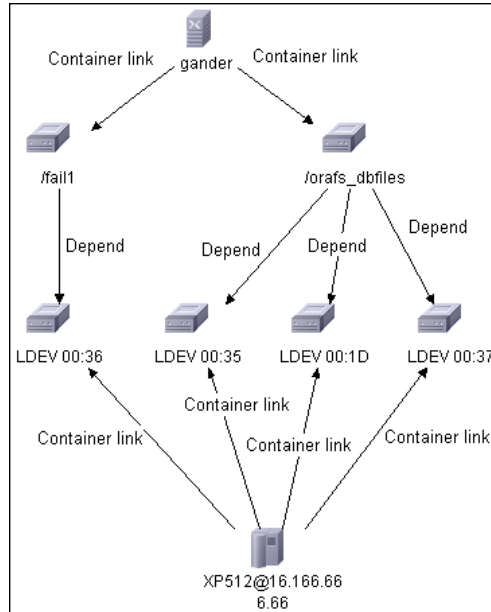 Container link
Container link
gander
/fail1
/orafs_dbfiles
Depend
Depend
Depend
Depend
LDEV 00:36
LDEV 00:35
LDEV 00:1D
LDEV 00:37
Container link
Container link
Container link
Container link
XP512@16.166.66
6.66